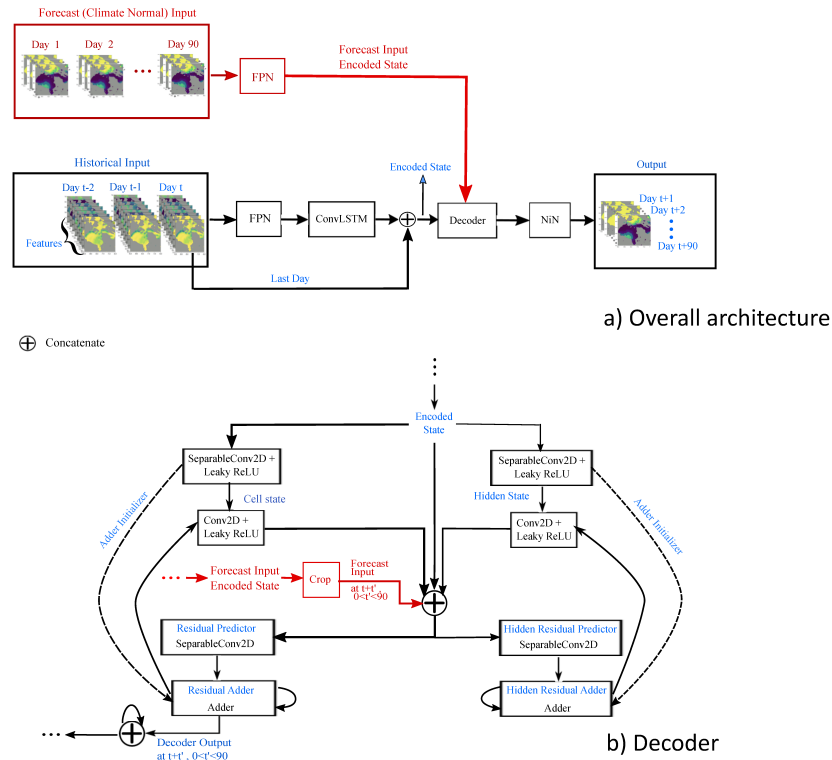 Forecast (Climate Normal) Input
Day 1
Day 2
Day 90
FPN
Forecast Input
Encoded State
Historical Input
Day t-2
Day t-1
Day t
Features
FPN
ConvLSTM
Encoded State
Decoder
NiN
Output
Day t+1
Day t+2
Day t+90
Last Day
a) Overall architecture
Concatenate
Encoded
State
SeparableConv2D +
Leaky ReLU
Cell state
Conv2D +
Leaky ReLU
Adder Initializer
SeparableConv2D +
Leaky ReLU
Hidden State
Conv2D +
Leaky ReLU
Adder Initializer
Forecast Input
Encoded State
Crop
Forecast
Input
at t+t' ,
0<t'<90
Residual Predictor
SeparableConv2D
Hidden Residual Predictor
SeparableConv2D
Residual Adder
Adder
Hidden Residual Adder
Adder
Decoder Output
at t+t' , 0<t'<90
b) Decoder